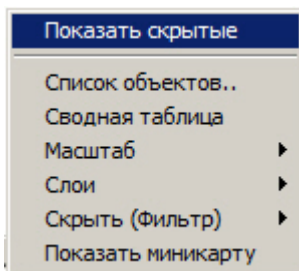 Показать скрытые
Список объектов..
Сводная таблица
Масштаб
Слои
Скрыть (Фильтр)
Показать миникарту